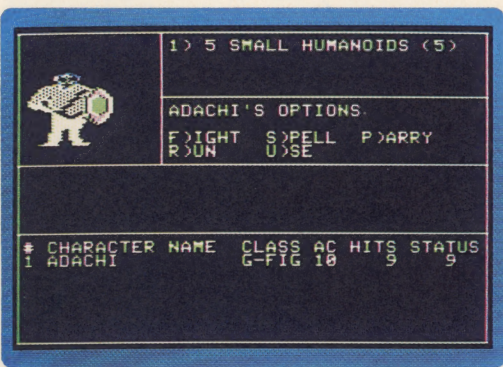 1) 5 SMALL HUMANOIDS (5)
ADACHI'S OPTIONS
F)IGHT S)PELL P)ARRY
R)UN U)SE
# CHARACTER NAME CLASS AC HITS STATUS
1 ADACHI G-FIG 10 9 9